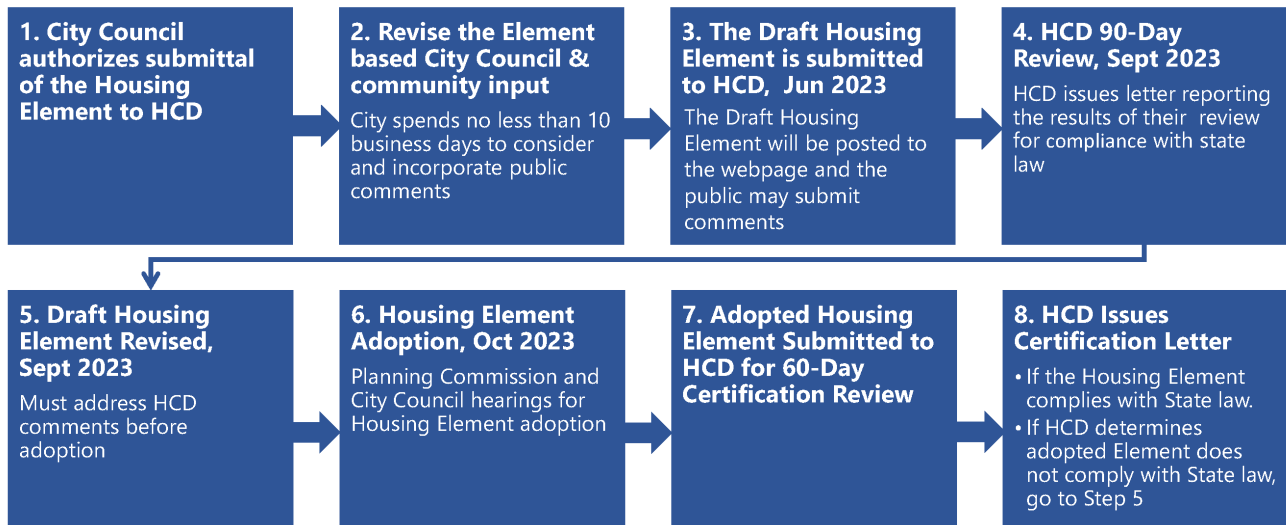 1. City Council
authorizes submittal
of the Housing
Element to HCD
2. Revise the Element
based City Council &
community input
City spends no less than 10
business days to consider
and incorporate public
comments
3. The Draft Housing
Element is submitted
to HCD, Jun 2023
The Draft Housing
Element will be posted to
the webpage and the
public may submit
comments
4. HCD 90-Day
Review, Sept 2023
HCD issues letter reporting
the results of their review
for compliance with state
law
5. Draft Housing
Element Revised,
Sept 2023
Must address HCD
comments before
adoption
6. Housing Element
Adoption, Oct 2023
Planning Commission and
City Council hearings for
Housing Element adoption
7. Adopted Housing
Element Submitted to
HCD for 60-Day
Certification Review
8. HCD Issues
Certification Letter
• If the Housing Element
complies with State law.
• If HCD determines
adopted Element does
not comply with State law,
go to Step 5